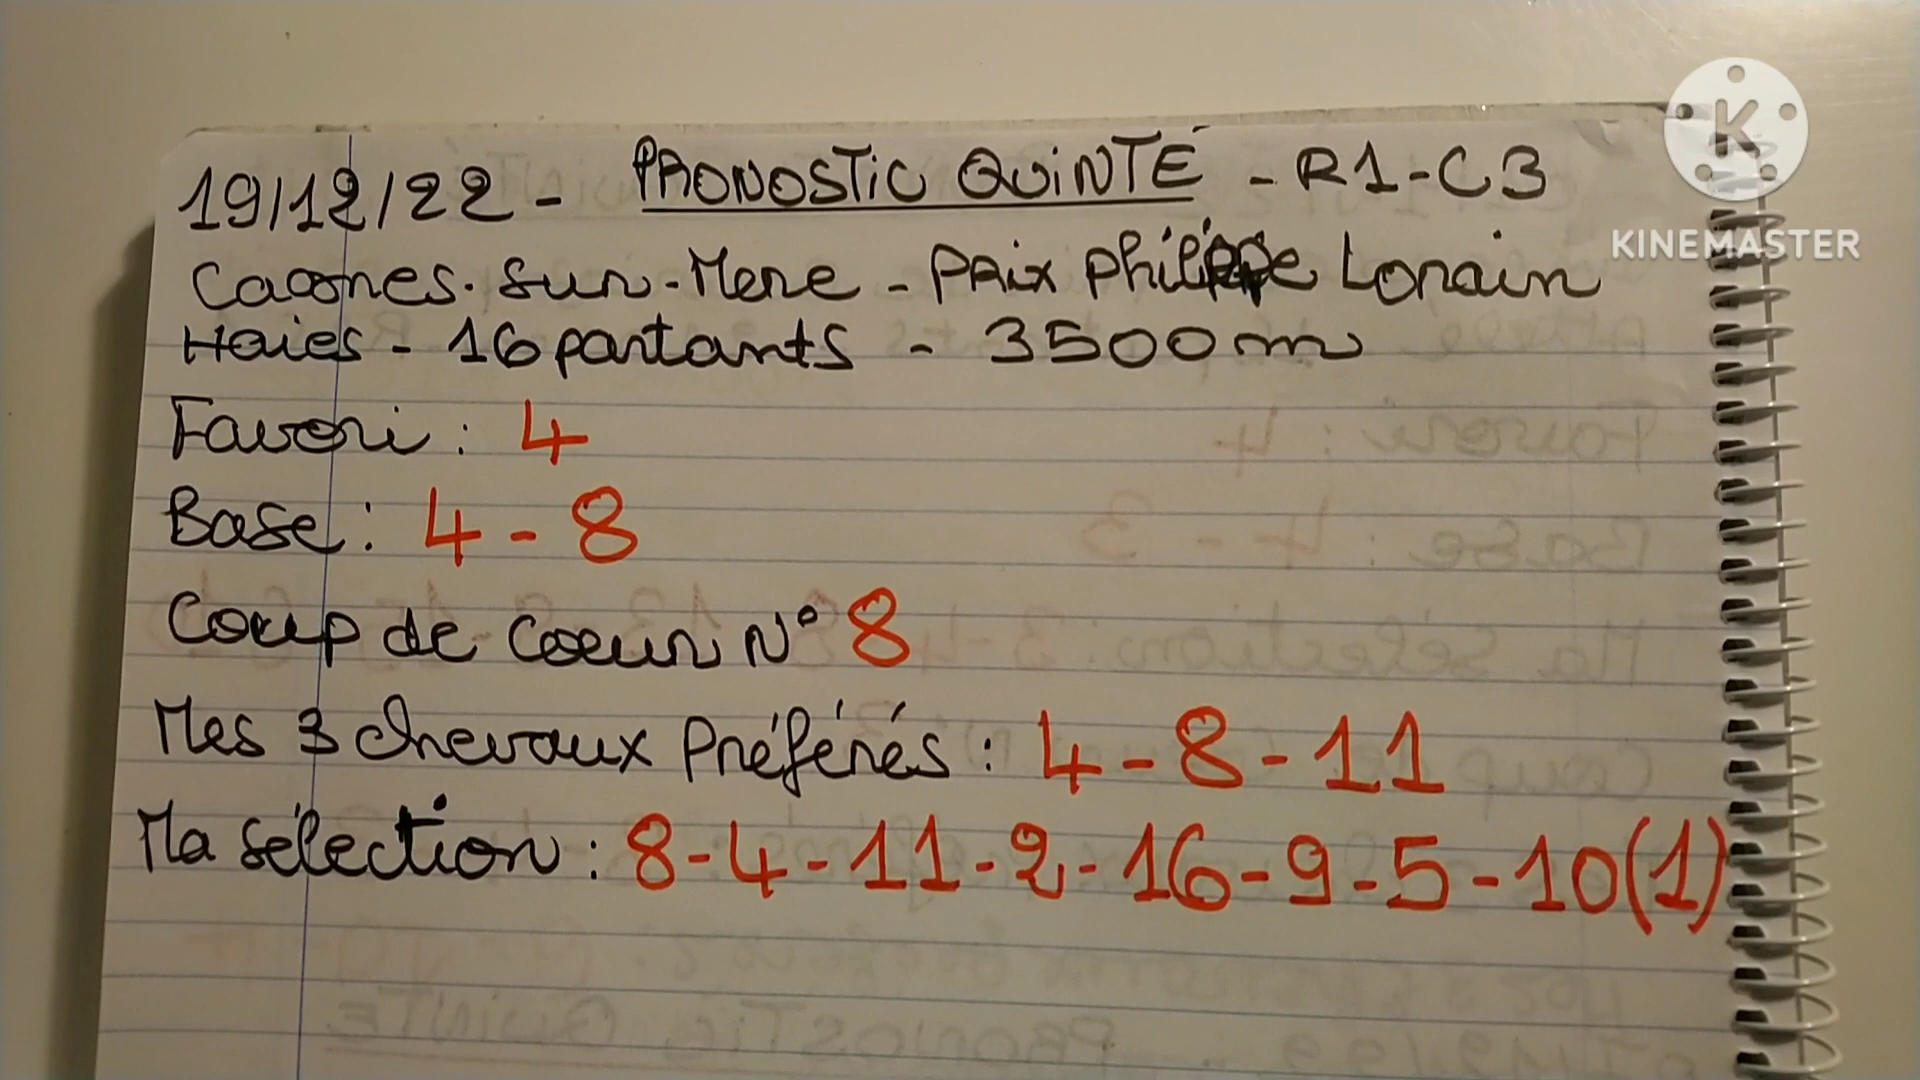 19/12/22 - PRONOSTIC QUINTÉ - R1-C3
K
KINEMASTER
Cagnes-Sur-Mere - PRix Philippe Lorain
Haies - 16 partants - 3500m
Favori : 4
Base : 4 - 8
Coup de coeur N° 8
Mes 3 chevaux Préférés : 4 - 8 - 11
Ma sélection : 8 - 4 - 11 - 2 - 16 - 9 - 5 - 10 (1)